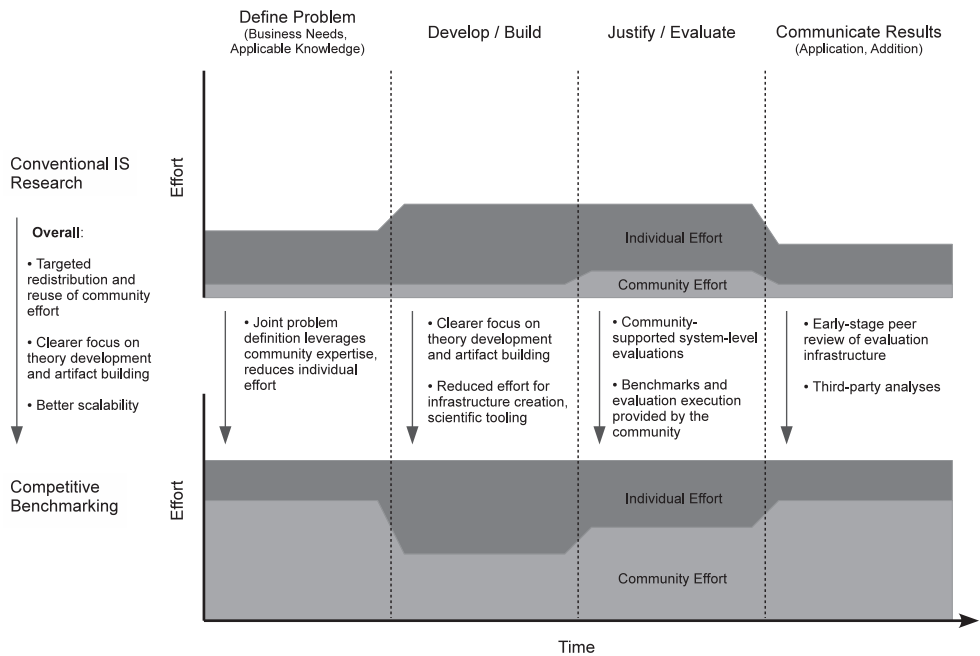 Define Problem
(Business Needs,
Applicable Knowledge)
Develop / Build
Justify / Evaluate
Communicate Results
(Application, Addition)
Conventional IS
Research
Effort
Individual Effort
Community Effort
Overall:
• Targeted
redistribution and
reuse of community
effort
• Clearer focus on
theory development
and artifact building
• Better scalability
• Joint problem
definition leverages
community expertise,
reduces individual
effort
• Clearer focus on
theory development
and artifact building
• Reduced effort for
infrastructure creation,
scientific tooling
• Community-
supported system-level
evaluations
• Benchmarks and
evaluation execution
provided by the
community
• Early-stage peer
review of evaluation
infrastructure
• Third-party analyses
Competitive
Benchmarking
Effort
Individual Effort
Community Effort
Time